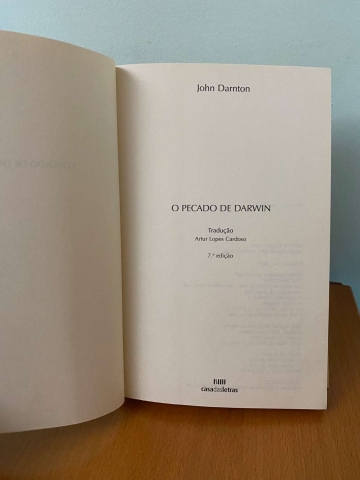 John Darnton
O PECADO DE DARWIN
Tradução
Artur Lopes Cardoso
7.ª edição
casadasletras